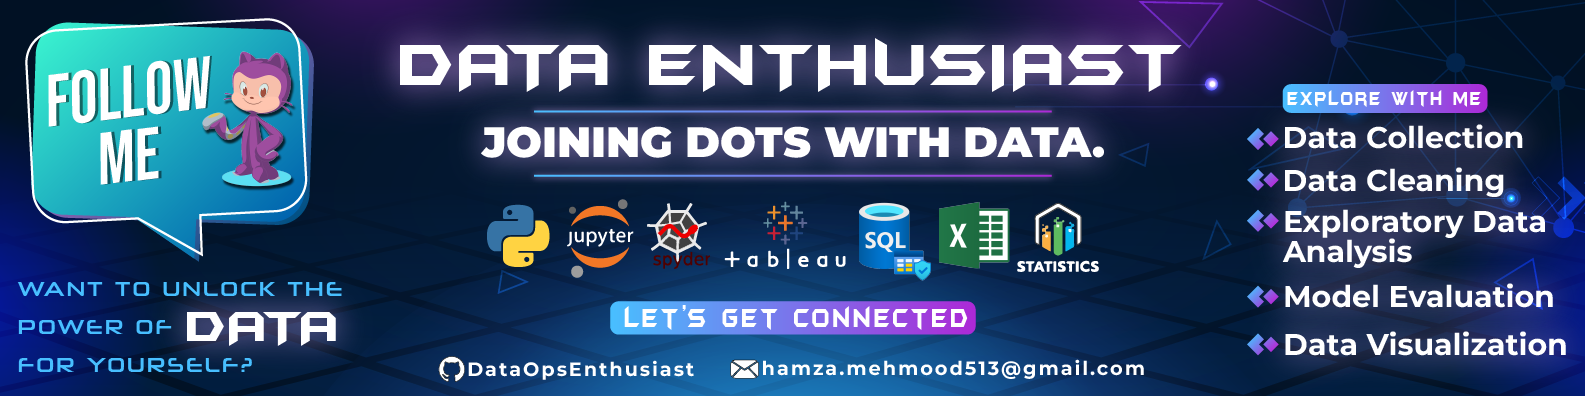 FOLLOW
ME
WANT TO UNLOCK THE
POWER OF DATA
FOR YOURSELF?
DATA ENTHUSIAST
JOINING DOTS WITH DATA.
jupyter
spyder
+ableau
SQL
X
STATISTICS
LET'S GET CONNECTED
DataOpsEnthusiast
hamza.mehmood513@gmail.com
EXPLORE WITH ME
Data Collection
Data Cleaning
Exploratory Data
Analysis
Model Evaluation
Data Visualization